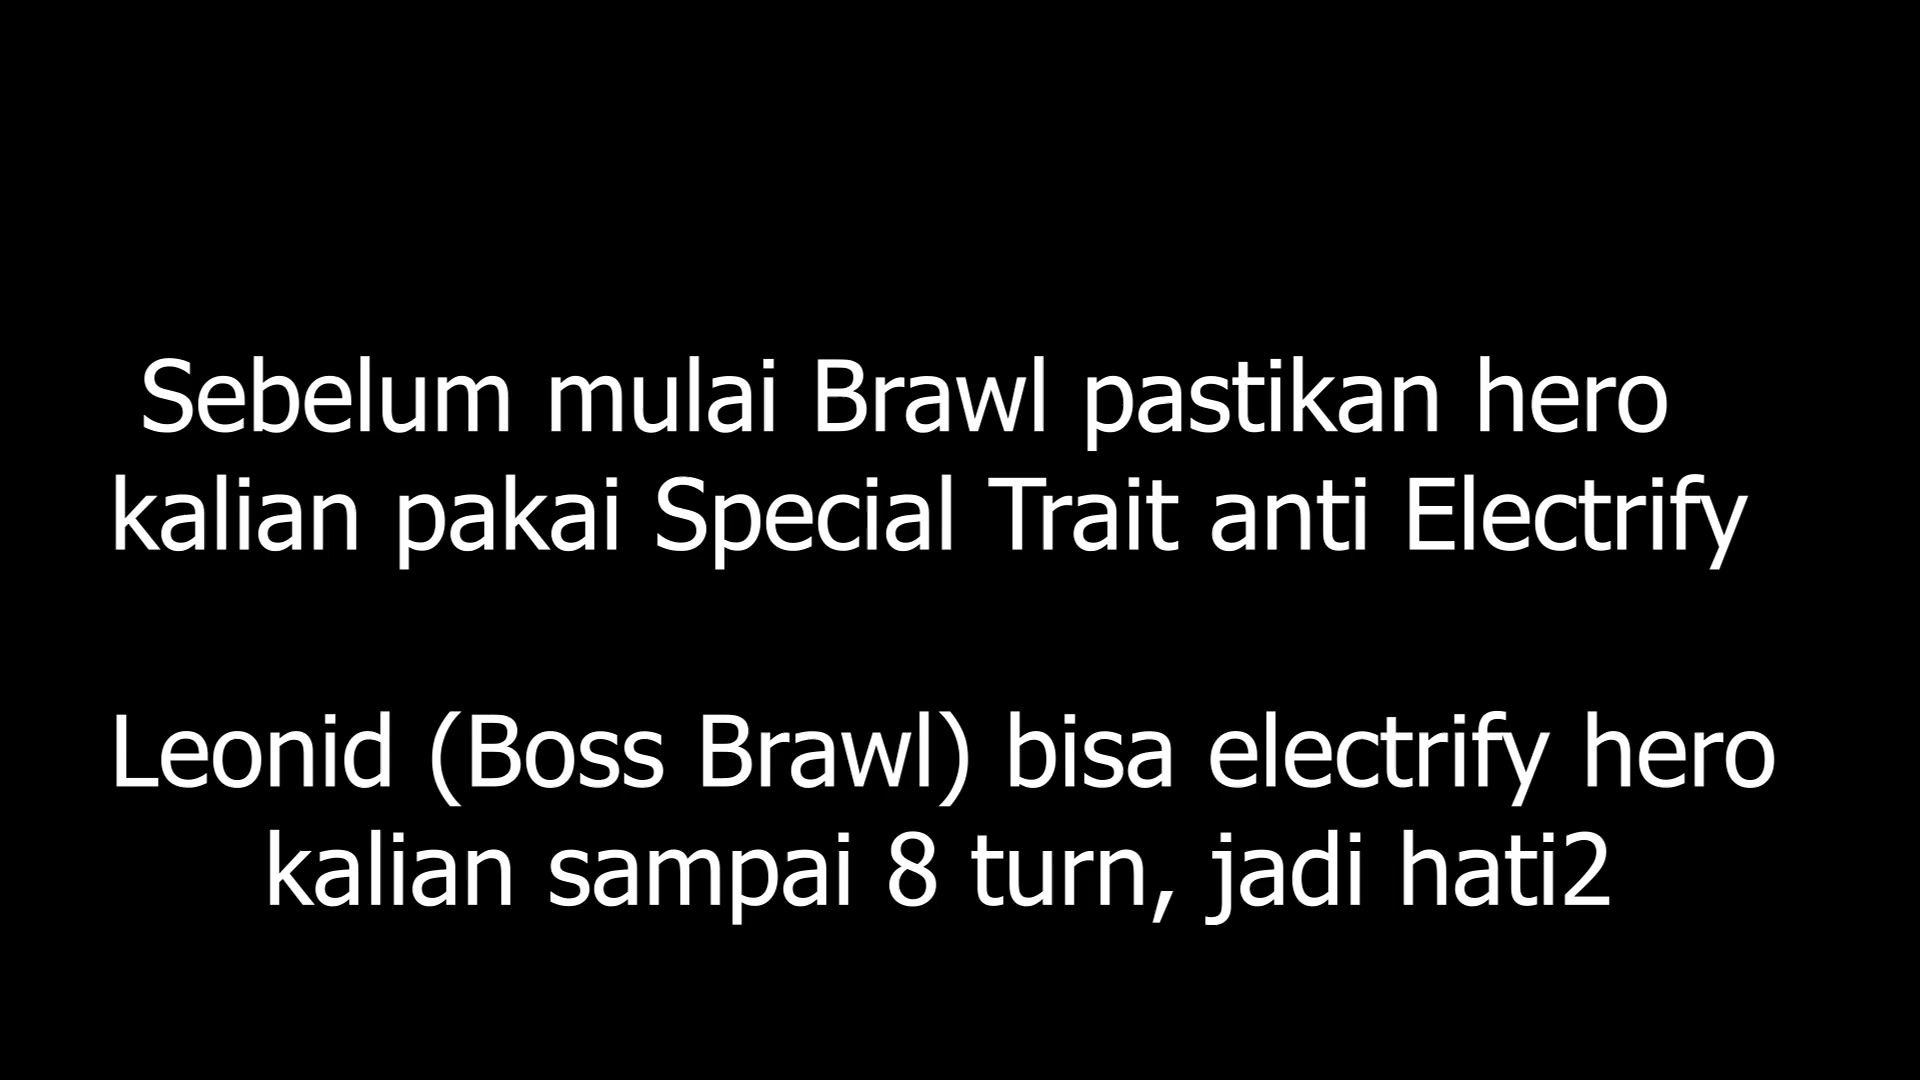 Sebelum mulai Brawl pastikan hero
kalian pakai Special Trait anti Electrify
Leonid (Boss Brawl) bisa electrify hero
kalian sampai 8 turn, jadi hati2